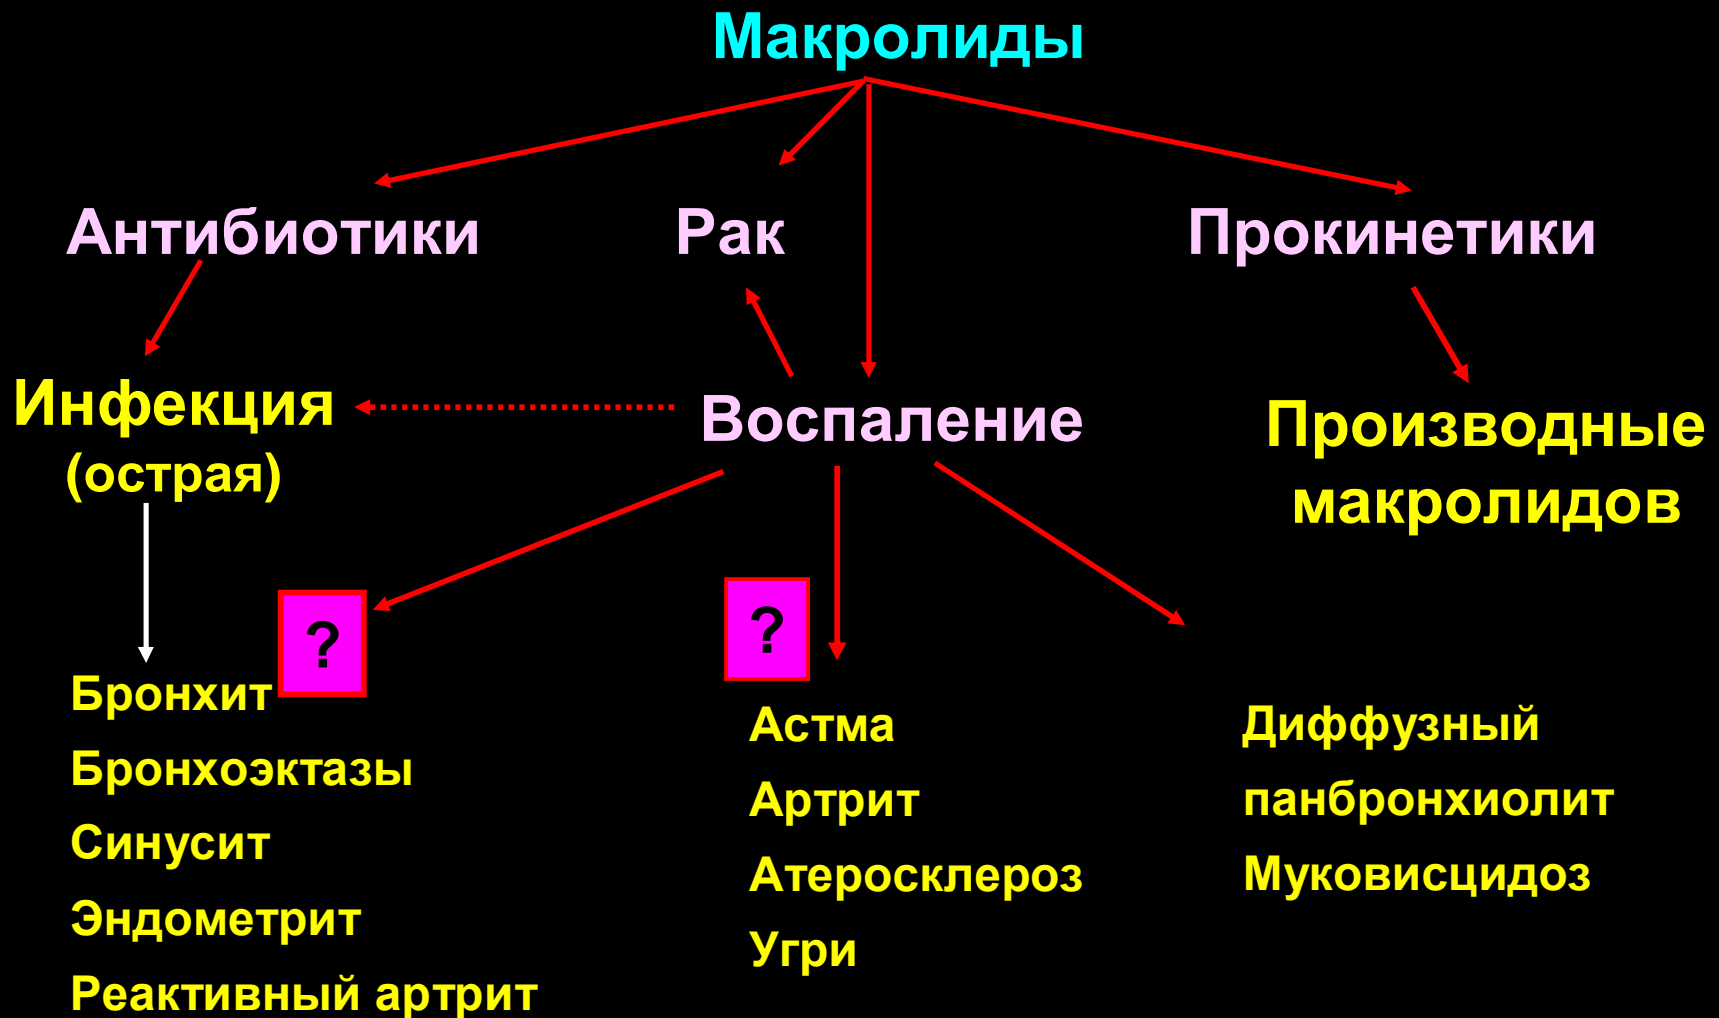 Макролиды
Антибиотики
Рак
Прокинетики
Инфекция
(острая)
Воспаление
Производные
макролидов
?
?
Бронхит
Бронхоэктазы
Синусит
Эндометрит
Реактивный артрит
Астма
Артрит
Атеросклероз
Угри
Диффузный
панбронхиолит
Муковисцидоз